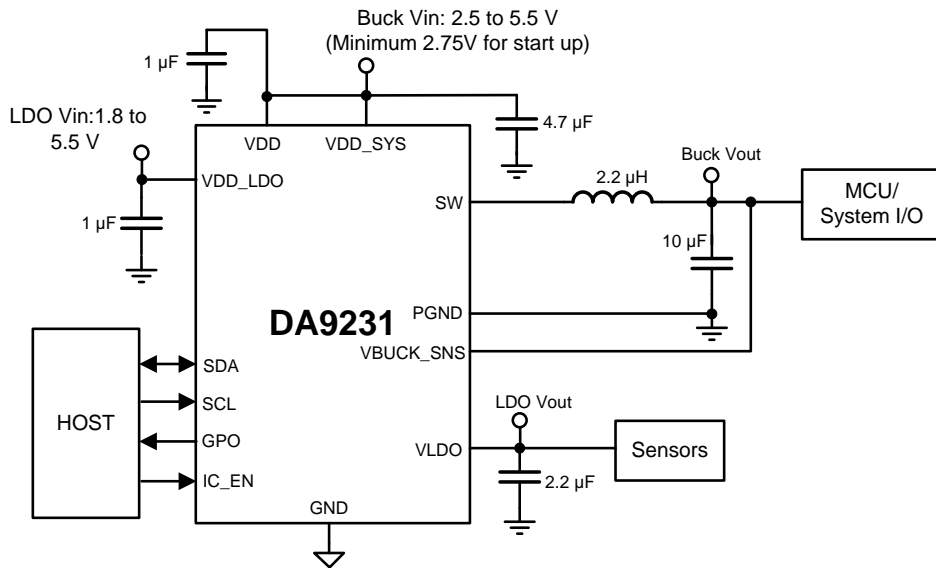 Buck Vin: 2.5 to 5.5 V
(Minimum 2.75V for start up)
1 µF
LDO Vin:1.8 to
5.5 V
4.7 µF
VDD
VDD_SYS
Buck Vout
VDD_LDO
2.2 µH
MCU/
System I/O
SW
1 µF
10 µF
PGND
DA9231
VBUCK_SNS
SDA
SCL
HOST
LDO Vout
GPO
VLDO
Sensors
IC_EN
2.2 µF
GND